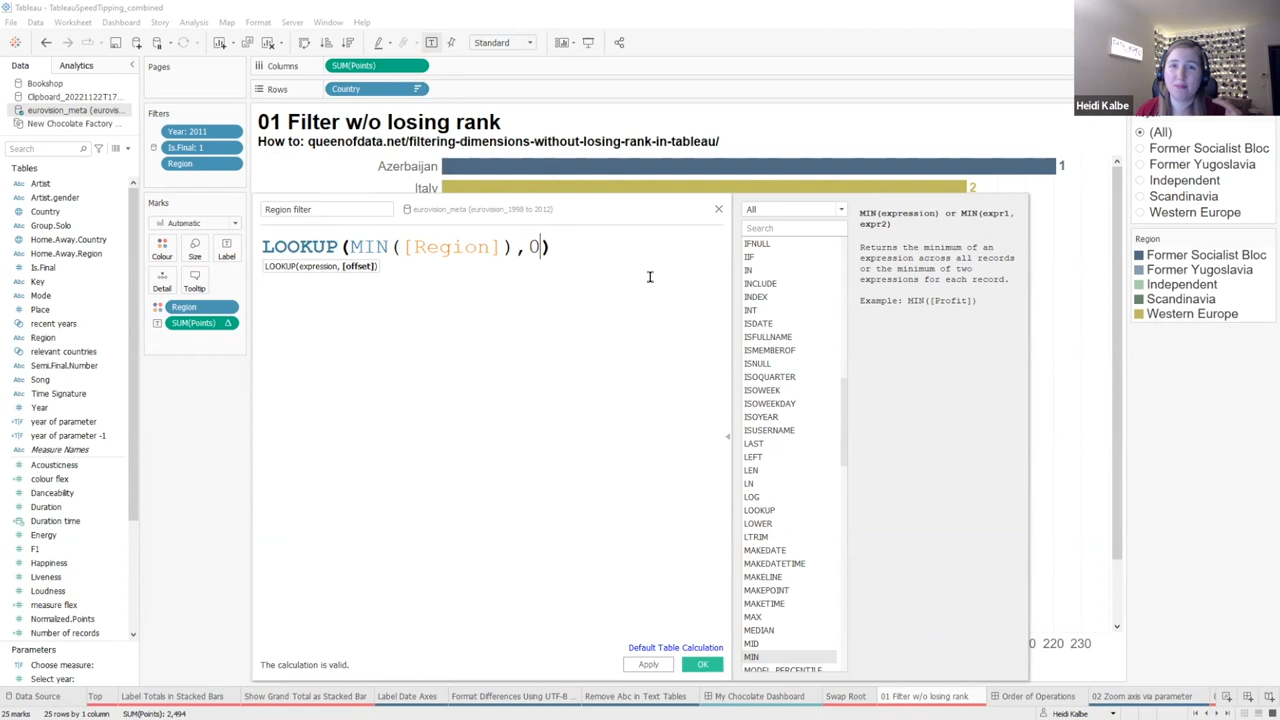 Tableau - TableauSpeedTipping_combined
File Data Worksheet Dashboard Story Analysis Map Format Server Window Help
Standard
Heidi Kalbe
Data Analytics
Bookshop
Clipboard_20221122T17...
eurovision_meta (eurovis...
New Chocolate Factory ...
Search
Tables
Abc Artist
Abc Artist.gender
Country
Abc Group.Solo
Abc Home.Away.Country
Abc Home.Away.Region
# Is.Final
Abc Key
Abc Mode
# Place
recent years
Abc Region
relevant countries
Abc Semi.Final.Number
Abc Song
Abc Time Signature
# Year
=T|F year of parameter
=T|F year of parameter -1
Abc Measure Names
# Acousticness
=# colour flex
# Danceability
# Duration
Duration time
# Energy
=# F1
# Happiness
# Liveness
# Loudness
=# measure flex
# Normalized.Points
=# Number of records
Parameters
Choose measure:
Select year:
Pages
Filters
Year: 2011
Is.Final: 1
Region
Marks
Automatic
Colour Size Label
Detail Tooltip
Region
SUM(Points) Δ
Columns SUM(Points)
Rows Country
01 Filter w/o losing rank
How to: queenofdata.net/filtering-dimensions-without-losing-rank-in-tableau/
Azerbaijan 1
Italy 2
Region filter eurovision_meta (eurovision_1998 to 2012)
LOOKUP(MIN([Region]),0)
LOOKUP(expression, [offset])
Default Table Calculation
The calculation is valid. Apply OK
All
Search
IFNULL
IIF
IN
INCLUDE
INDEX
INT
ISDATE
ISFULLNAME
ISMEMBEROF
ISNULL
ISOQUARTER
ISOWEEK
ISOWEEKDAY
ISOYEAR
ISUSERNAME
LAST
LEFT
LEN
LN
LOG
LOOKUP
LOWER
LTRIM
MAKEDATE
MAKEDATETIME
MAKELINE
MAKEPOINT
MAKETIME
MAX
MEDIAN
MID
MIN
MODEL_PERCENTILE
MIN(expression) or MIN(expr1,
expr2)
Returns the minimum of an
expression across all records
or the minimum of two
expressions for each record.
Example: MIN([Profit])
(All)
Former Socialist Bloc
Former Yugoslavia
Independent
Scandinavia
Western Europe
Region
Former Socialist Bloc
Former Yugoslavia
Independent
Scandinavia
Western Europe
220 230
Data Source Top Label Totals in Stacked Bars Show Grand Total as Stacked Bar Label Date Axes Format Differences Using UTF-8 ... Remove Abc in Text Tables My Chocolate Dashboard Swap Root 01 Filter w/o losing rank Order of Operations 02 Zoom axis via parameter
25 marks 25 rows by 1 column SUM(Points): 2,494 Heidi Kalbe